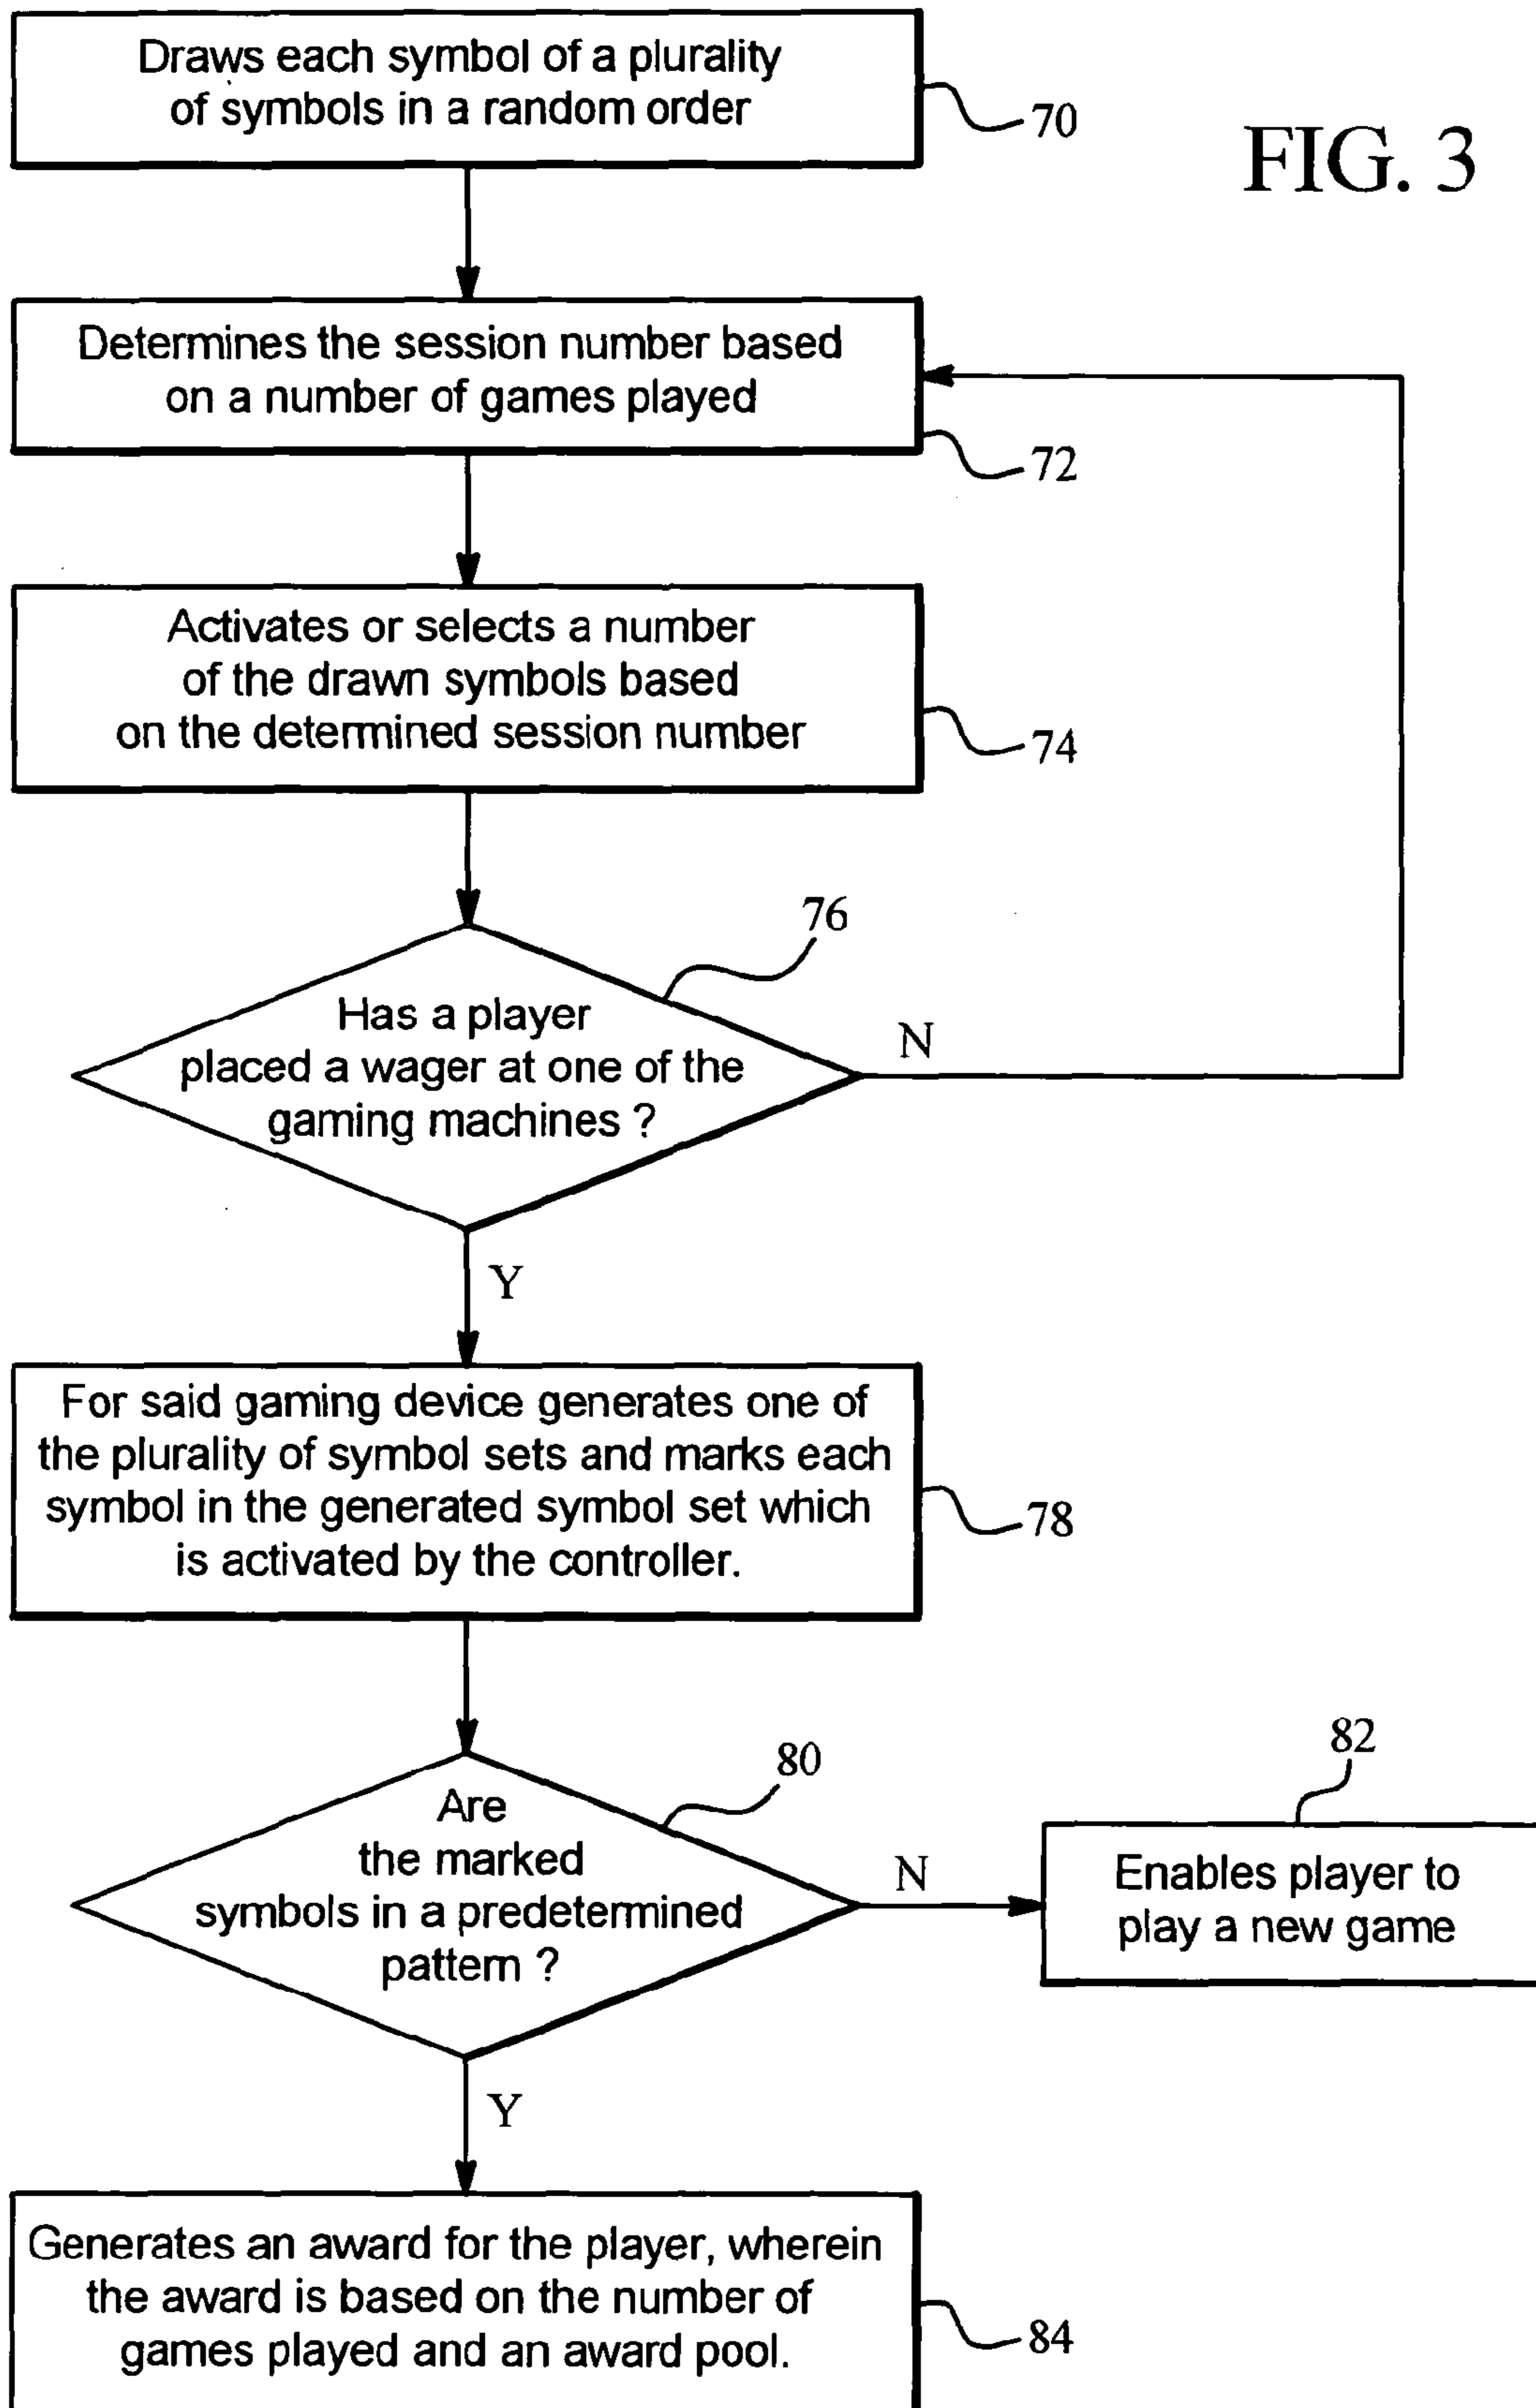 Draws each symbol of a plurality
of symbols in a random order
70
FIG. 3
Determines the session number based
on a number of games played
72
Activates or selects a number
of the drawn symbols based
on the determined session number
74
76
Has a player
placed a wager at one of the
gaming machines ?
N
Y
For said gaming device generates one of
the plurality of symbol sets and marks each
symbol in the generated symbol set which
is activated by the controller.
78
80
Are
the marked
symbols in a predetermined
pattern ?
N
82
Enables player to
play a new game
Y
Generates an award for the player, wherein
the award is based on the number of
games played and an award pool.
84